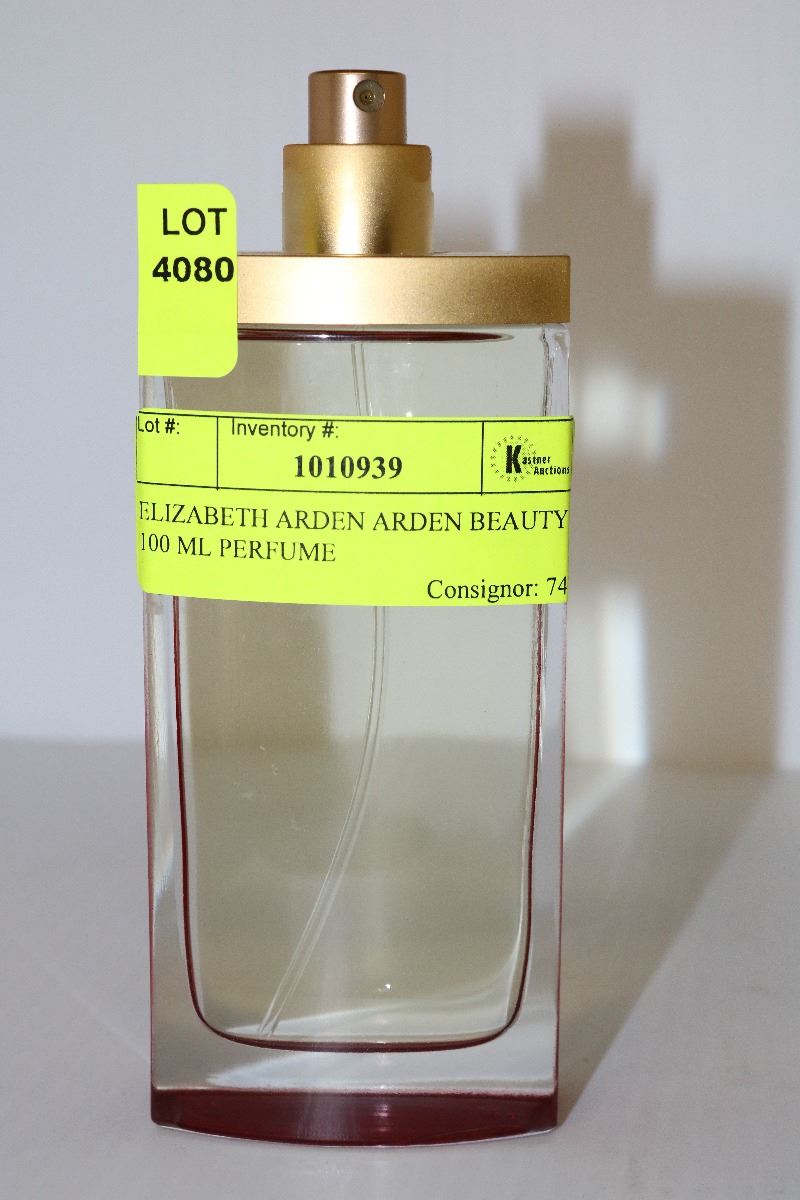 LOT
4080
Lot #:
Inventory #:
1010939
Kastner
Auctions
ELIZABETH ARDEN ARDEN BEAUTY
100 ML PERFUME
Consignor: 74